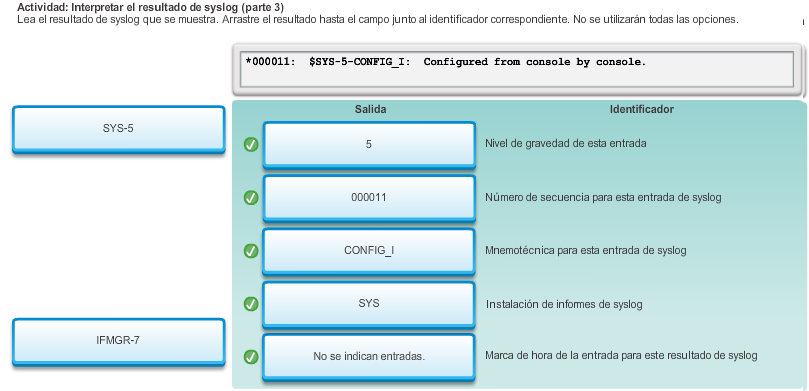 Actividad: Interpretar el resultado de syslog (parte 3)
Lea el resultado de syslog que se muestra. Arrastre el resultado hasta el campo junto al identificador correspondiente. No se utilizarán todas las opciones.
*000011: $SYS-5-CONFIG_I: Configured from console by console.
Salida Identificador
SYS-5
5 Nivel de gravedad de esta entrada
000011 Número de secuencia para esta entrada de syslog
CONFIG_I Mnemotécnica para esta entrada de syslog
SYS Instalación de informes de syslog
IFMGR-7
No se indican entradas. Marca de hora de la entrada para este resultado de syslog